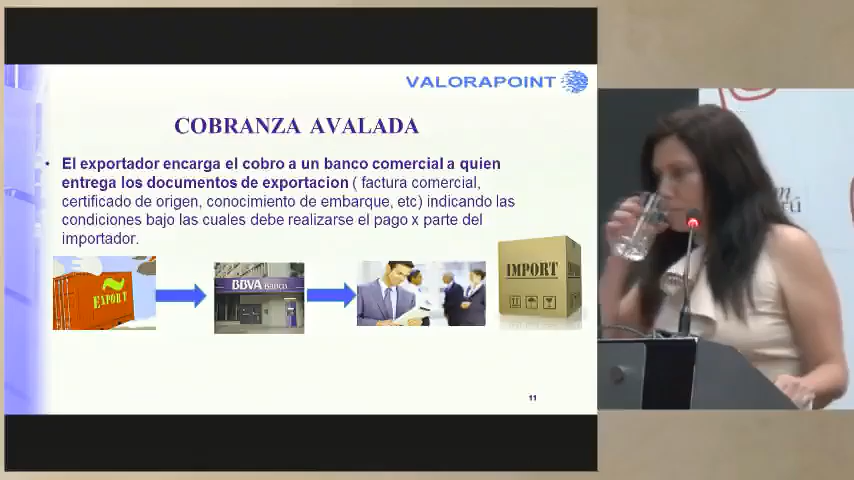 VALORAPOINT
COBRANZA AVALADA
• El exportador encarga el cobro a un banco comercial a quien
entrega los documentos de exportacion ( factura comercial,
certificado de origen, conocimiento de embarque, etc) indicando las
condiciones bajo las cuales debe realizarse el pago x parte del
importador.
EXPORT
BBVA Banco
IMPORT
11